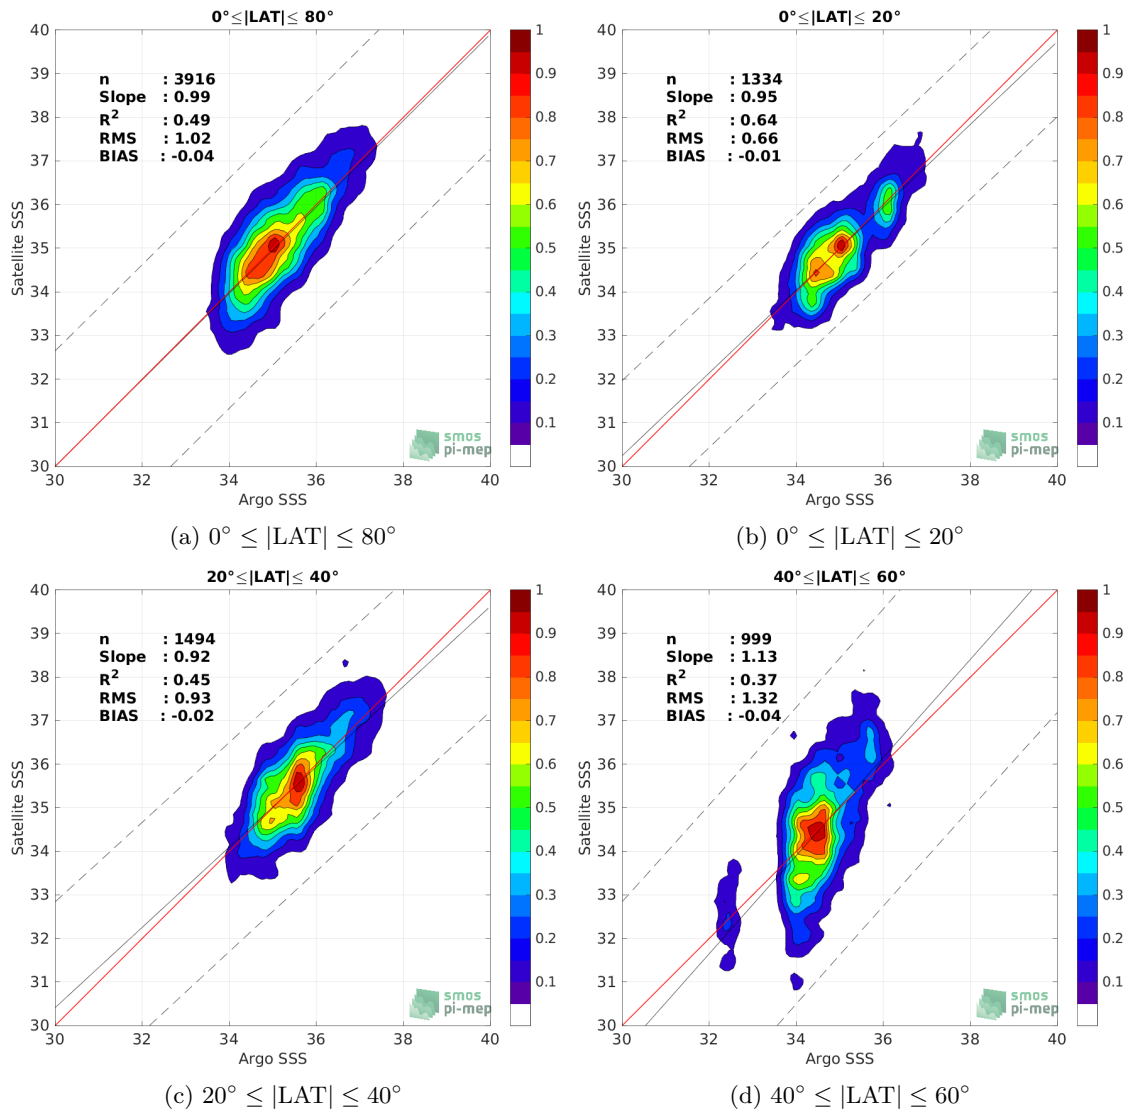 0°≤|LAT|≤ 80°
n : 3916
Slope : 0.99
R² : 0.49
RMS : 1.02
BIAS : -0.04
40
39
38
37
36
35
34
33
32
31
30
Satellite SSS
30 32 34 36 38 40
Argo SSS
1
0.9
0.8
0.7
0.6
0.5
0.4
0.3
0.2
0.1
smos
pi-mep
(a) 0° ≤ |LAT| ≤ 80°
0°≤|LAT|≤ 20°
n : 1334
Slope : 0.95
R² : 0.64
RMS : 0.66
BIAS : -0.01
40
39
38
37
36
35
34
33
32
31
30
Satellite SSS
30 32 34 36 38 40
Argo SSS
1
0.9
0.8
0.7
0.6
0.5
0.4
0.3
0.2
0.1
smos
pi-mep
(b) 0° ≤ |LAT| ≤ 20°
20°≤|LAT|≤ 40°
n : 1494
Slope : 0.92
R² : 0.45
RMS : 0.93
BIAS : -0.02
40
39
38
37
36
35
34
33
32
31
30
Satellite SSS
30 32 34 36 38 40
Argo SSS
1
0.9
0.8
0.7
0.6
0.5
0.4
0.3
0.2
0.1
smos
pi-mep
(c) 20° ≤ |LAT| ≤ 40°
40°≤|LAT|≤ 60°
n : 999
Slope : 1.13
R² : 0.37
RMS : 1.32
BIAS : -0.04
40
39
38
37
36
35
34
33
32
31
30
Satellite SSS
30 32 34 36 38 40
Argo SSS
1
0.9
0.8
0.7
0.6
0.5
0.4
0.3
0.2
0.1
smos
pi-mep
(d) 40° ≤ |LAT| ≤ 60°